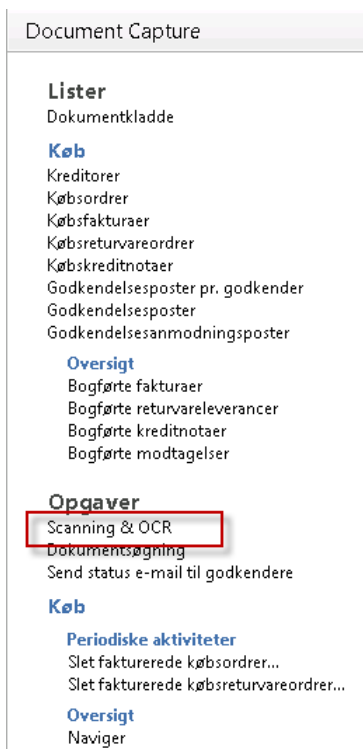 Document Capture
Lister
Dokumentkladde
Køb
Kreditorer
Købsordrer
Købsfakturaer
Købsreturvareordrer
Købskreditnotaer
Godkendelsesposter pr. godkender
Godkendelsesposter
Godkendelsesanmodningsposter
Oversigt
Bogførte fakturaer
Bogførte returvareleverancer
Bogførte kreditnotaer
Bogførte modtagelser
Opgaver
Scanning & OCR
Dokumentsøgning
Send status e-mail til godkendere
Køb
Periodiske aktiviteter
Slet fakturerede købsordrer...
Slet fakturerede købsreturvareordrer...
Oversigt
Naviger